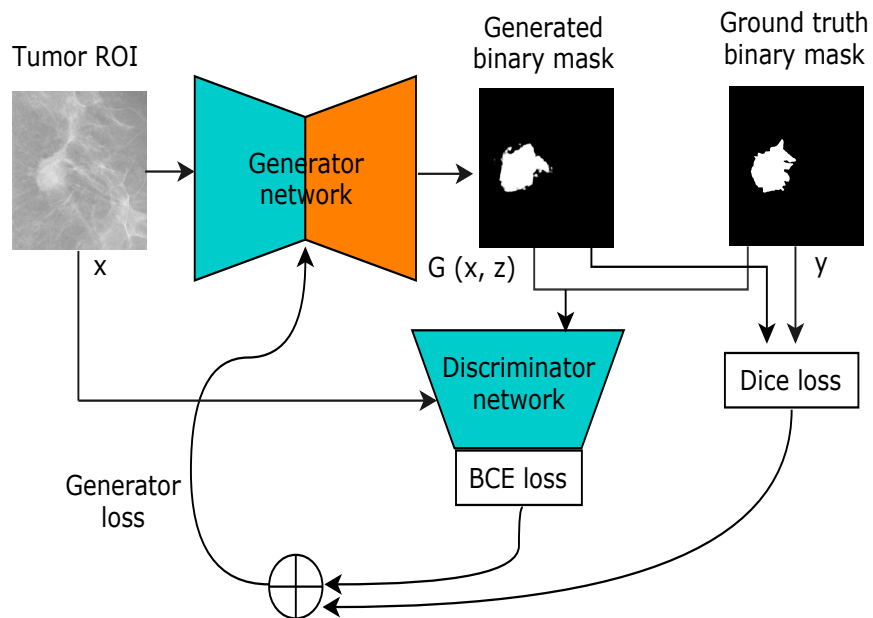 Tumor ROI
Generated
binary mask
Ground truth
binary mask
Generator
network
x
G (x, z)
y
Discriminator
network
Dice loss
BCE loss
Generator
loss